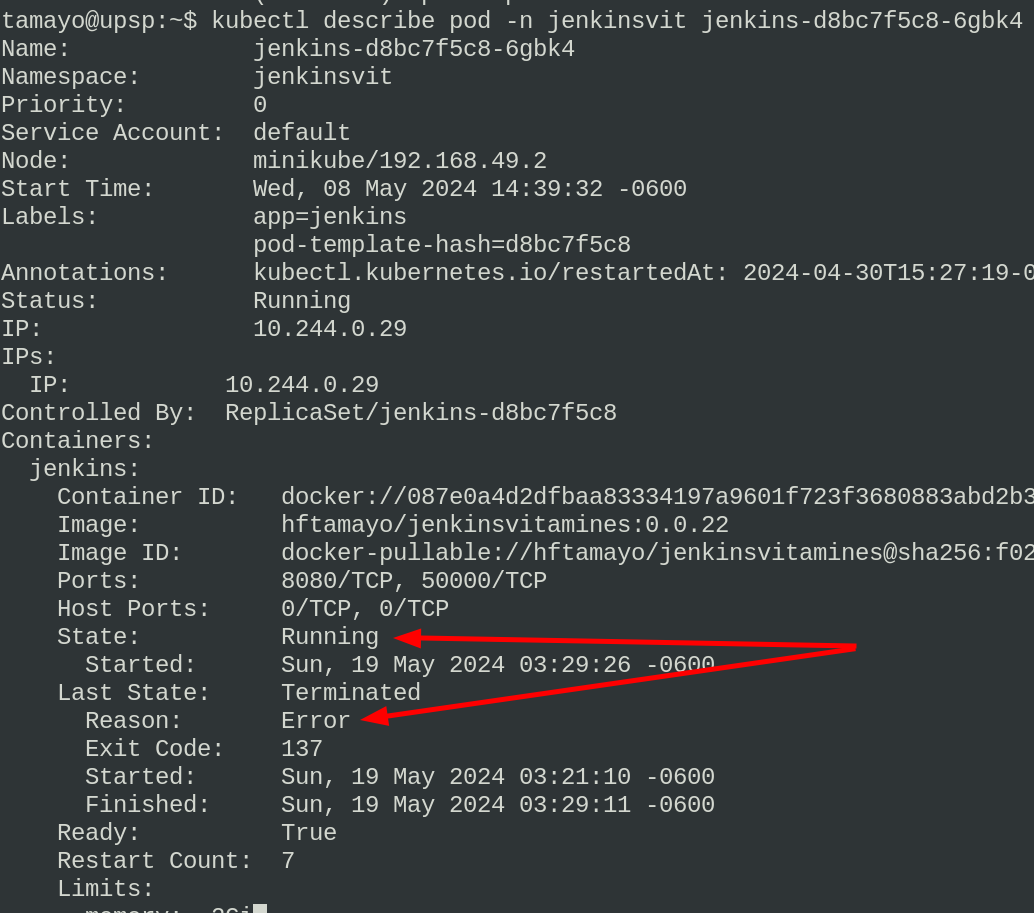 tamayo@upsp:~$ kubectl describe pod -n jenkinsvit jenkins-d8bc7f5c8-6gbk4
Name:             jenkins-d8bc7f5c8-6gbk4
Namespace:        jenkinsvit
Priority:         0
Service Account:  default
Node:             minikube/192.168.49.2
Start Time:       Wed, 08 May 2024 14:39:32 -0600
Labels:           app=jenkins
                  pod-template-hash=d8bc7f5c8
Annotations:      kubectl.kubernetes.io/restartedAt: 2024-04-30T15:27:19-0
Status:           Running
IP:               10.244.0.29
IPs:
  IP:           10.244.0.29
Controlled By:  ReplicaSet/jenkins-d8bc7f5c8
Containers:
  jenkins:
    Container ID:   docker://087e0a4d2dfbaa83334197a9601f723f3680883abd2b3
    Image:          hftamayo/jenkinsvitamines:0.0.22
    Image ID:       docker-pullable://hftamayo/jenkinsvitamines@sha256:f02
    Ports:          8080/TCP, 50000/TCP
    Host Ports:     0/TCP, 0/TCP
    State:          Running
      Started:      Sun, 19 May 2024 03:29:26 -0600
    Last State:     Terminated
      Reason:       Error
      Exit Code:    137
      Started:      Sun, 19 May 2024 03:21:10 -0600
      Finished:     Sun, 19 May 2024 03:29:11 -0600
    Ready:          True
    Restart Count:  7
    Limits:
      memory: